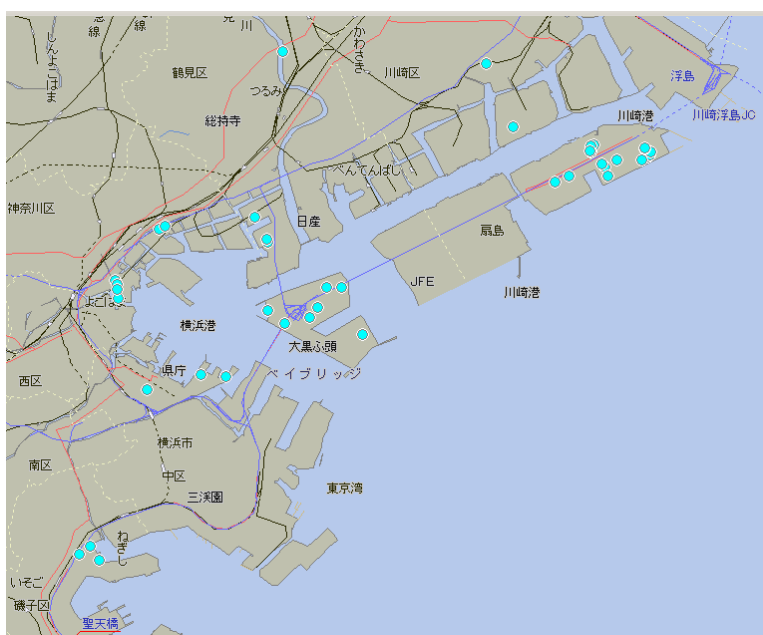 急線
線
見川
しんよこはま
鶴見区
つるみ
かわさき
川崎区
浮島
川崎浮島JC
総持寺
川崎港
べんてんばし
神奈川区
日産
扇島
JFE
川崎港
よこはま
横浜港
大黒ふ頭
ベイブリッジ
県庁
西区
横浜市
中区
南区
三渓園
東京湾
ねぎし
いそご
磯子区
聖天橋